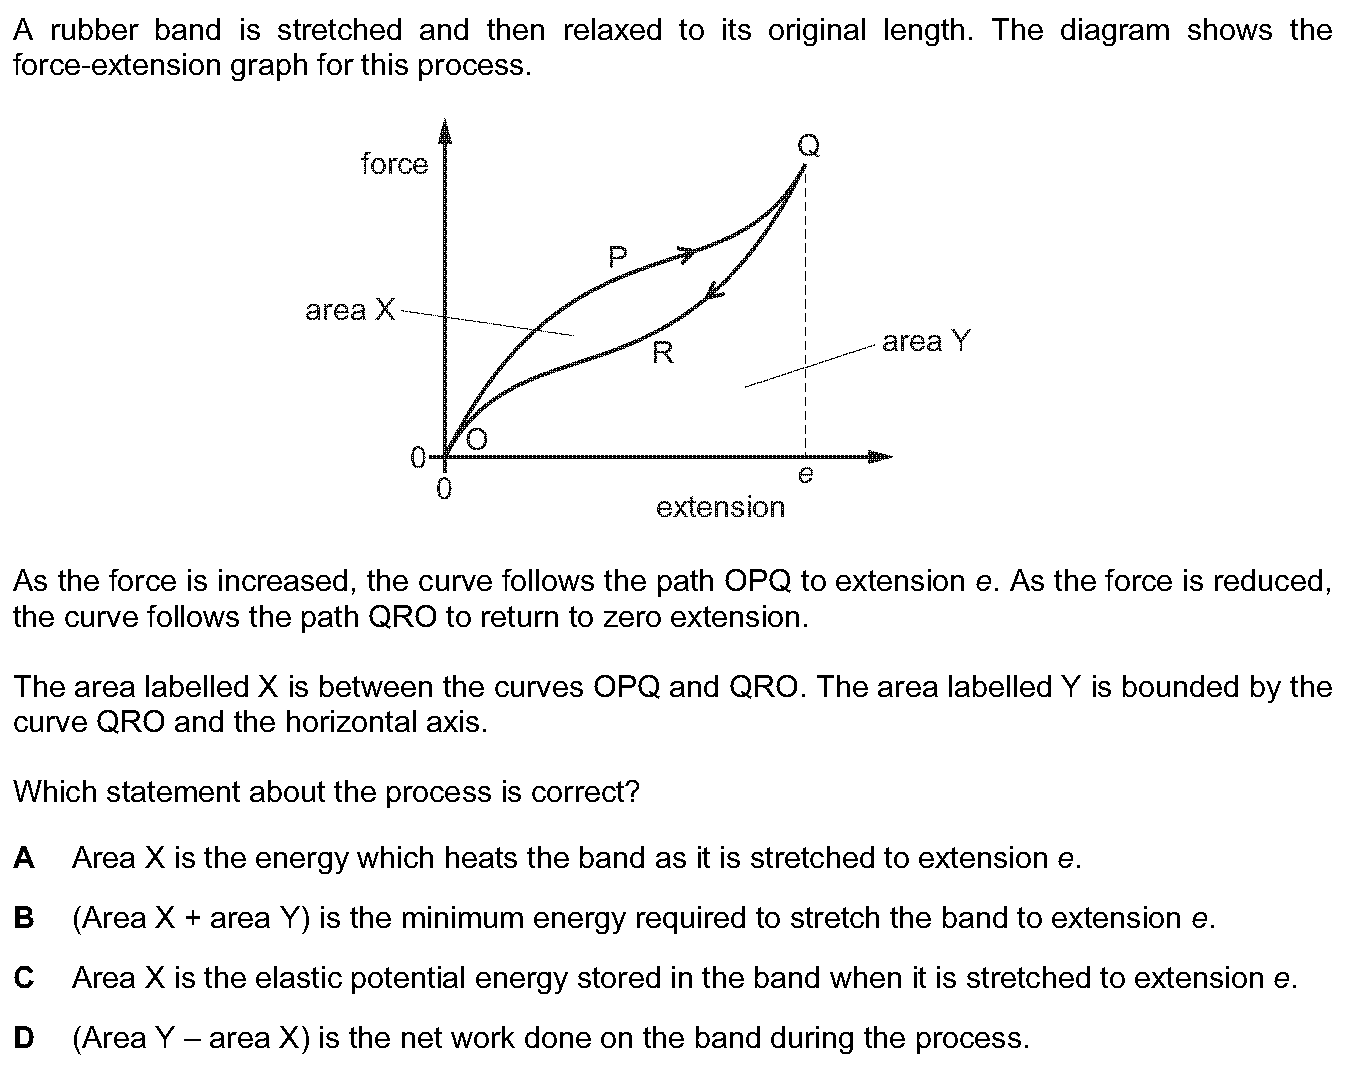 A rubber band is stretched and then relaxed to its original length. The diagram shows the
force-extension graph for this process.
Q
force
P
area X
R
area Y
O
0
0
e
extension
As the force is increased, the curve follows the path OPQ to extension e. As the force is reduced,
the curve follows the path QRO to return to zero extension.
The area labelled X is between the curves OPQ and QRO. The area labelled Y is bounded by the
curve QRO and the horizontal axis.
Which statement about the process is correct?
A Area X is the energy which heats the band as it is stretched to extension e.
B (Area X + area Y) is the minimum energy required to stretch the band to extension e.
C Area X is the elastic potential energy stored in the band when it is stretched to extension e.
D (Area Y – area X) is the net work done on the band during the process.